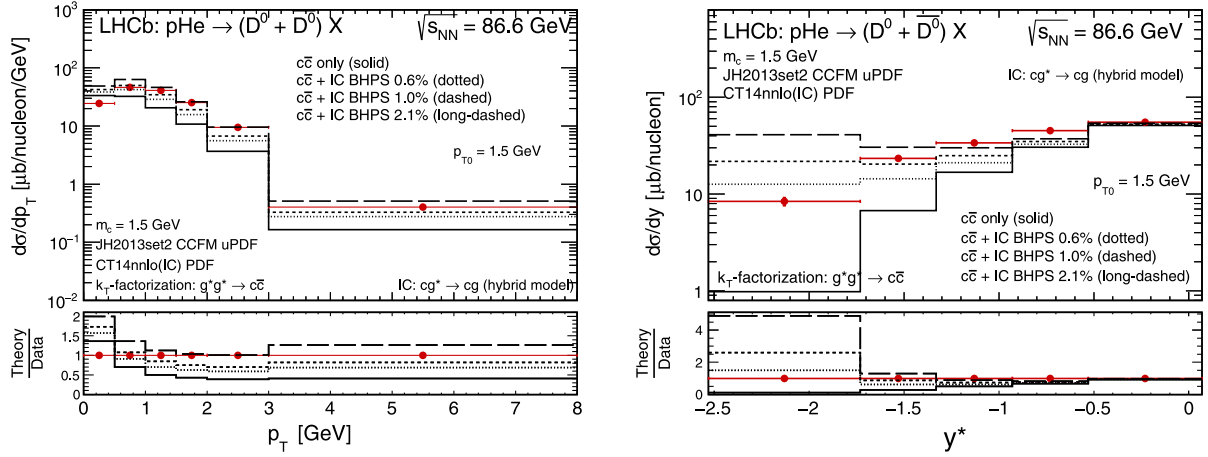 LHCb: pHe → (D⁰ + D̅⁰) X √s_NN = 86.6 GeV
cc̅ only (solid)
cc̅ + IC BHPS 0.6% (dotted)
cc̅ + IC BHPS 1.0% (dashed)
cc̅ + IC BHPS 2.1% (long-dashed)
p_T0 = 1.5 GeV
m_c = 1.5 GeV
JH2013set2 CCFM uPDF
CT14nnlo(IC) PDF
k_T-factorization: g*g* → cc̅
IC: cg* → cg (hybrid model)
dσ/dp_T [μb/nucleon/GeV]
10³
10²
10
1
10⁻¹
10⁻²
Theory
Data
2
1.5
1
0.5
0
0 1 2 3 4 5 6 7 8
p_T [GeV]
LHCb: pHe → (D⁰ + D̅⁰) X √s_NN = 86.6 GeV
m_c = 1.5 GeV
JH2013set2 CCFM uPDF
CT14nnlo(IC) PDF
IC: cg* → cg (hybrid model)
p_T0 = 1.5 GeV
cc̅ only (solid)
cc̅ + IC BHPS 0.6% (dotted)
cc̅ + IC BHPS 1.0% (dashed)
cc̅ + IC BHPS 2.1% (long-dashed)
k_T-factorization: g*g* → cc̅
dσ/dy [μb/nucleon]
10²
10
1
Theory
Data
4
2
0
-2.5 -2 -1.5 -1 -0.5 0
y*